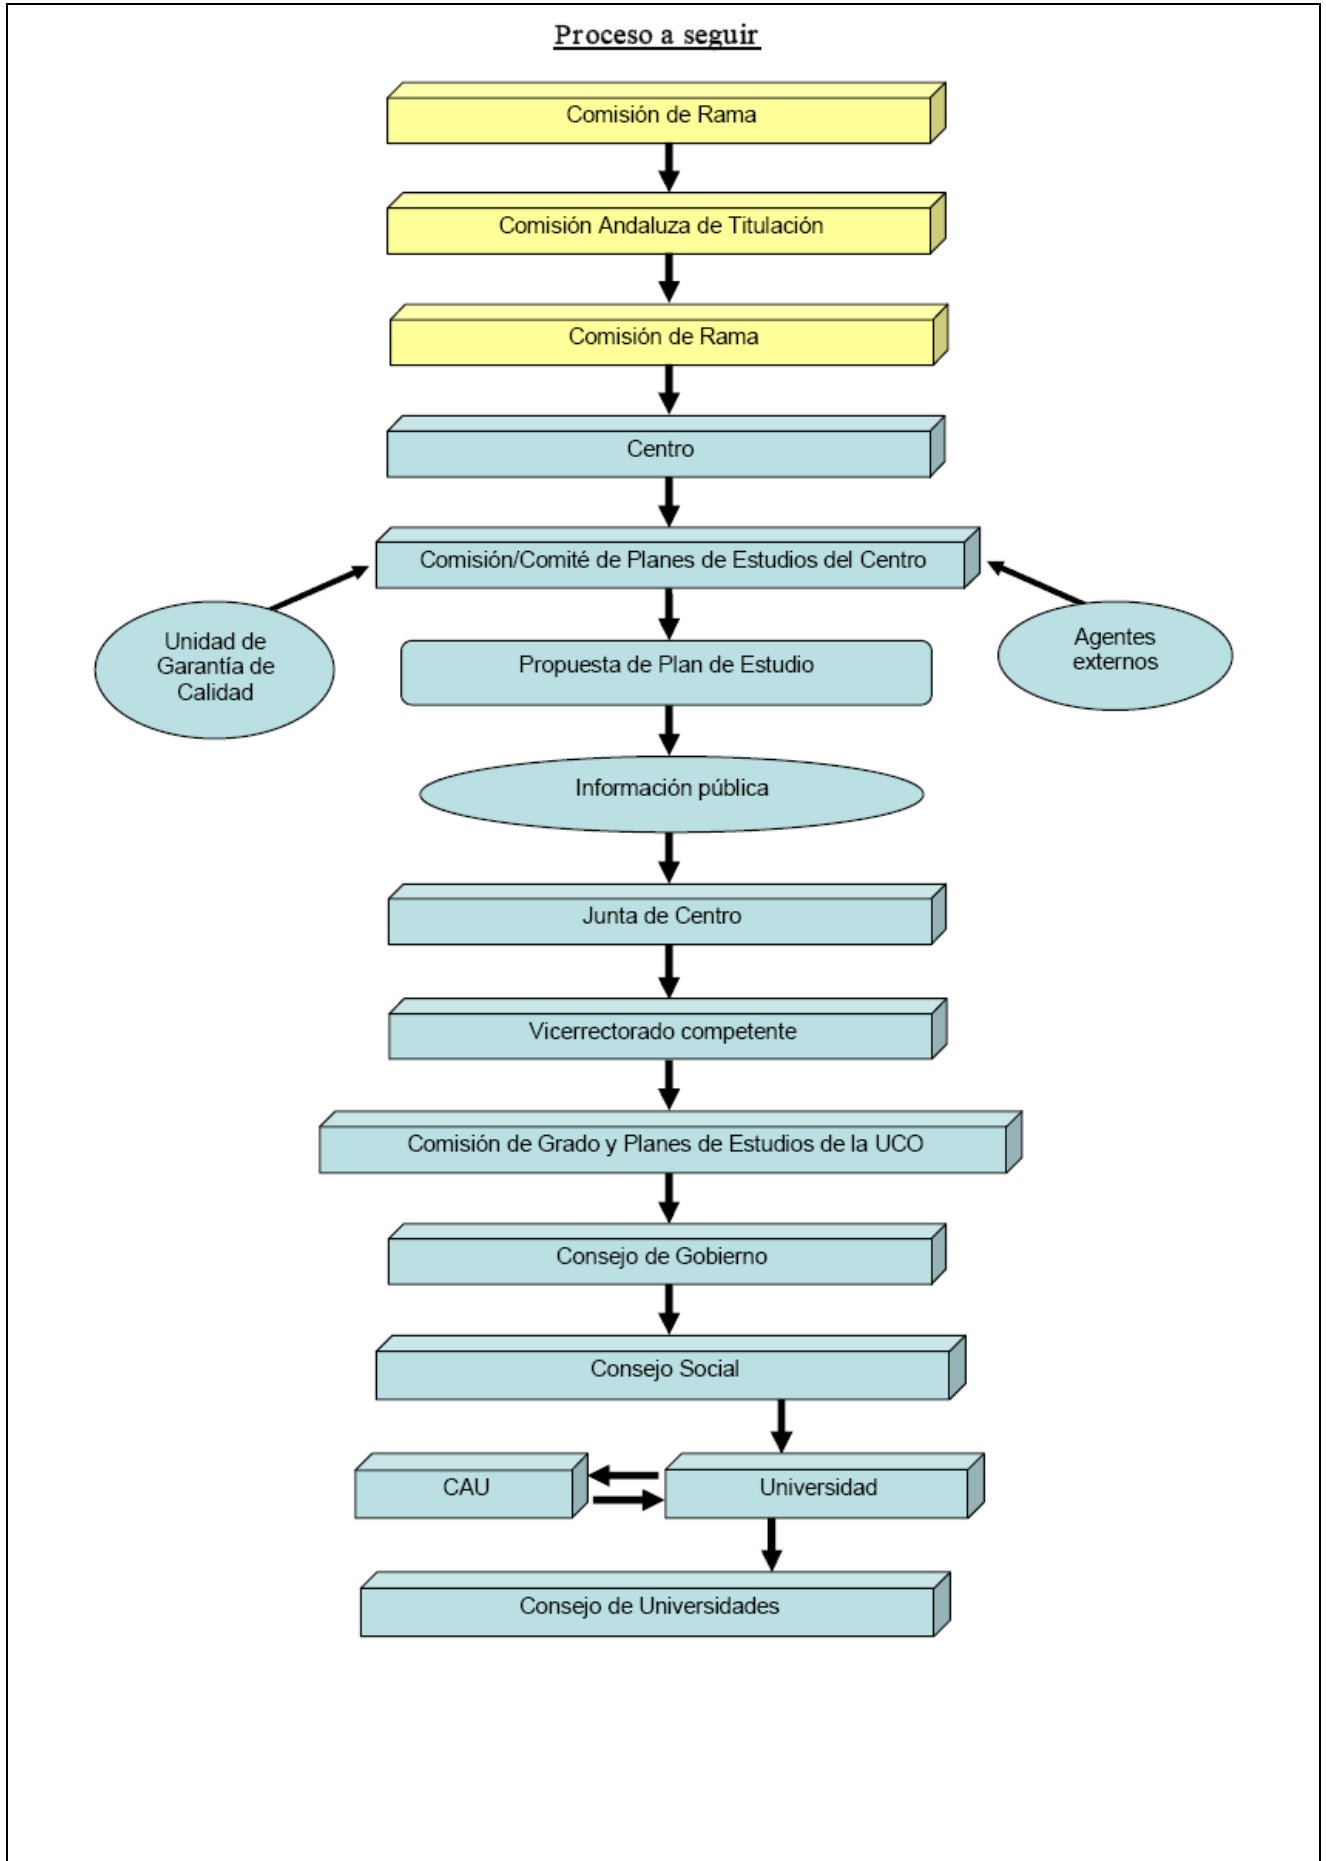 Proceso a seguir
Comisión de Rama
Comisión Andaluza de Titulación
Comisión de Rama
Centro
Comisión/Comité de Planes de Estudios del Centro
Unidad de
Garantía de
Calidad
Propuesta de Plan de Estudio
Agentes
externos
Información pública
Junta de Centro
Vicerrectorado competente
Comisión de Grado y Planes de Estudios de la UCO
Consejo de Gobierno
Consejo Social
CAU
Universidad
Consejo de Universidades